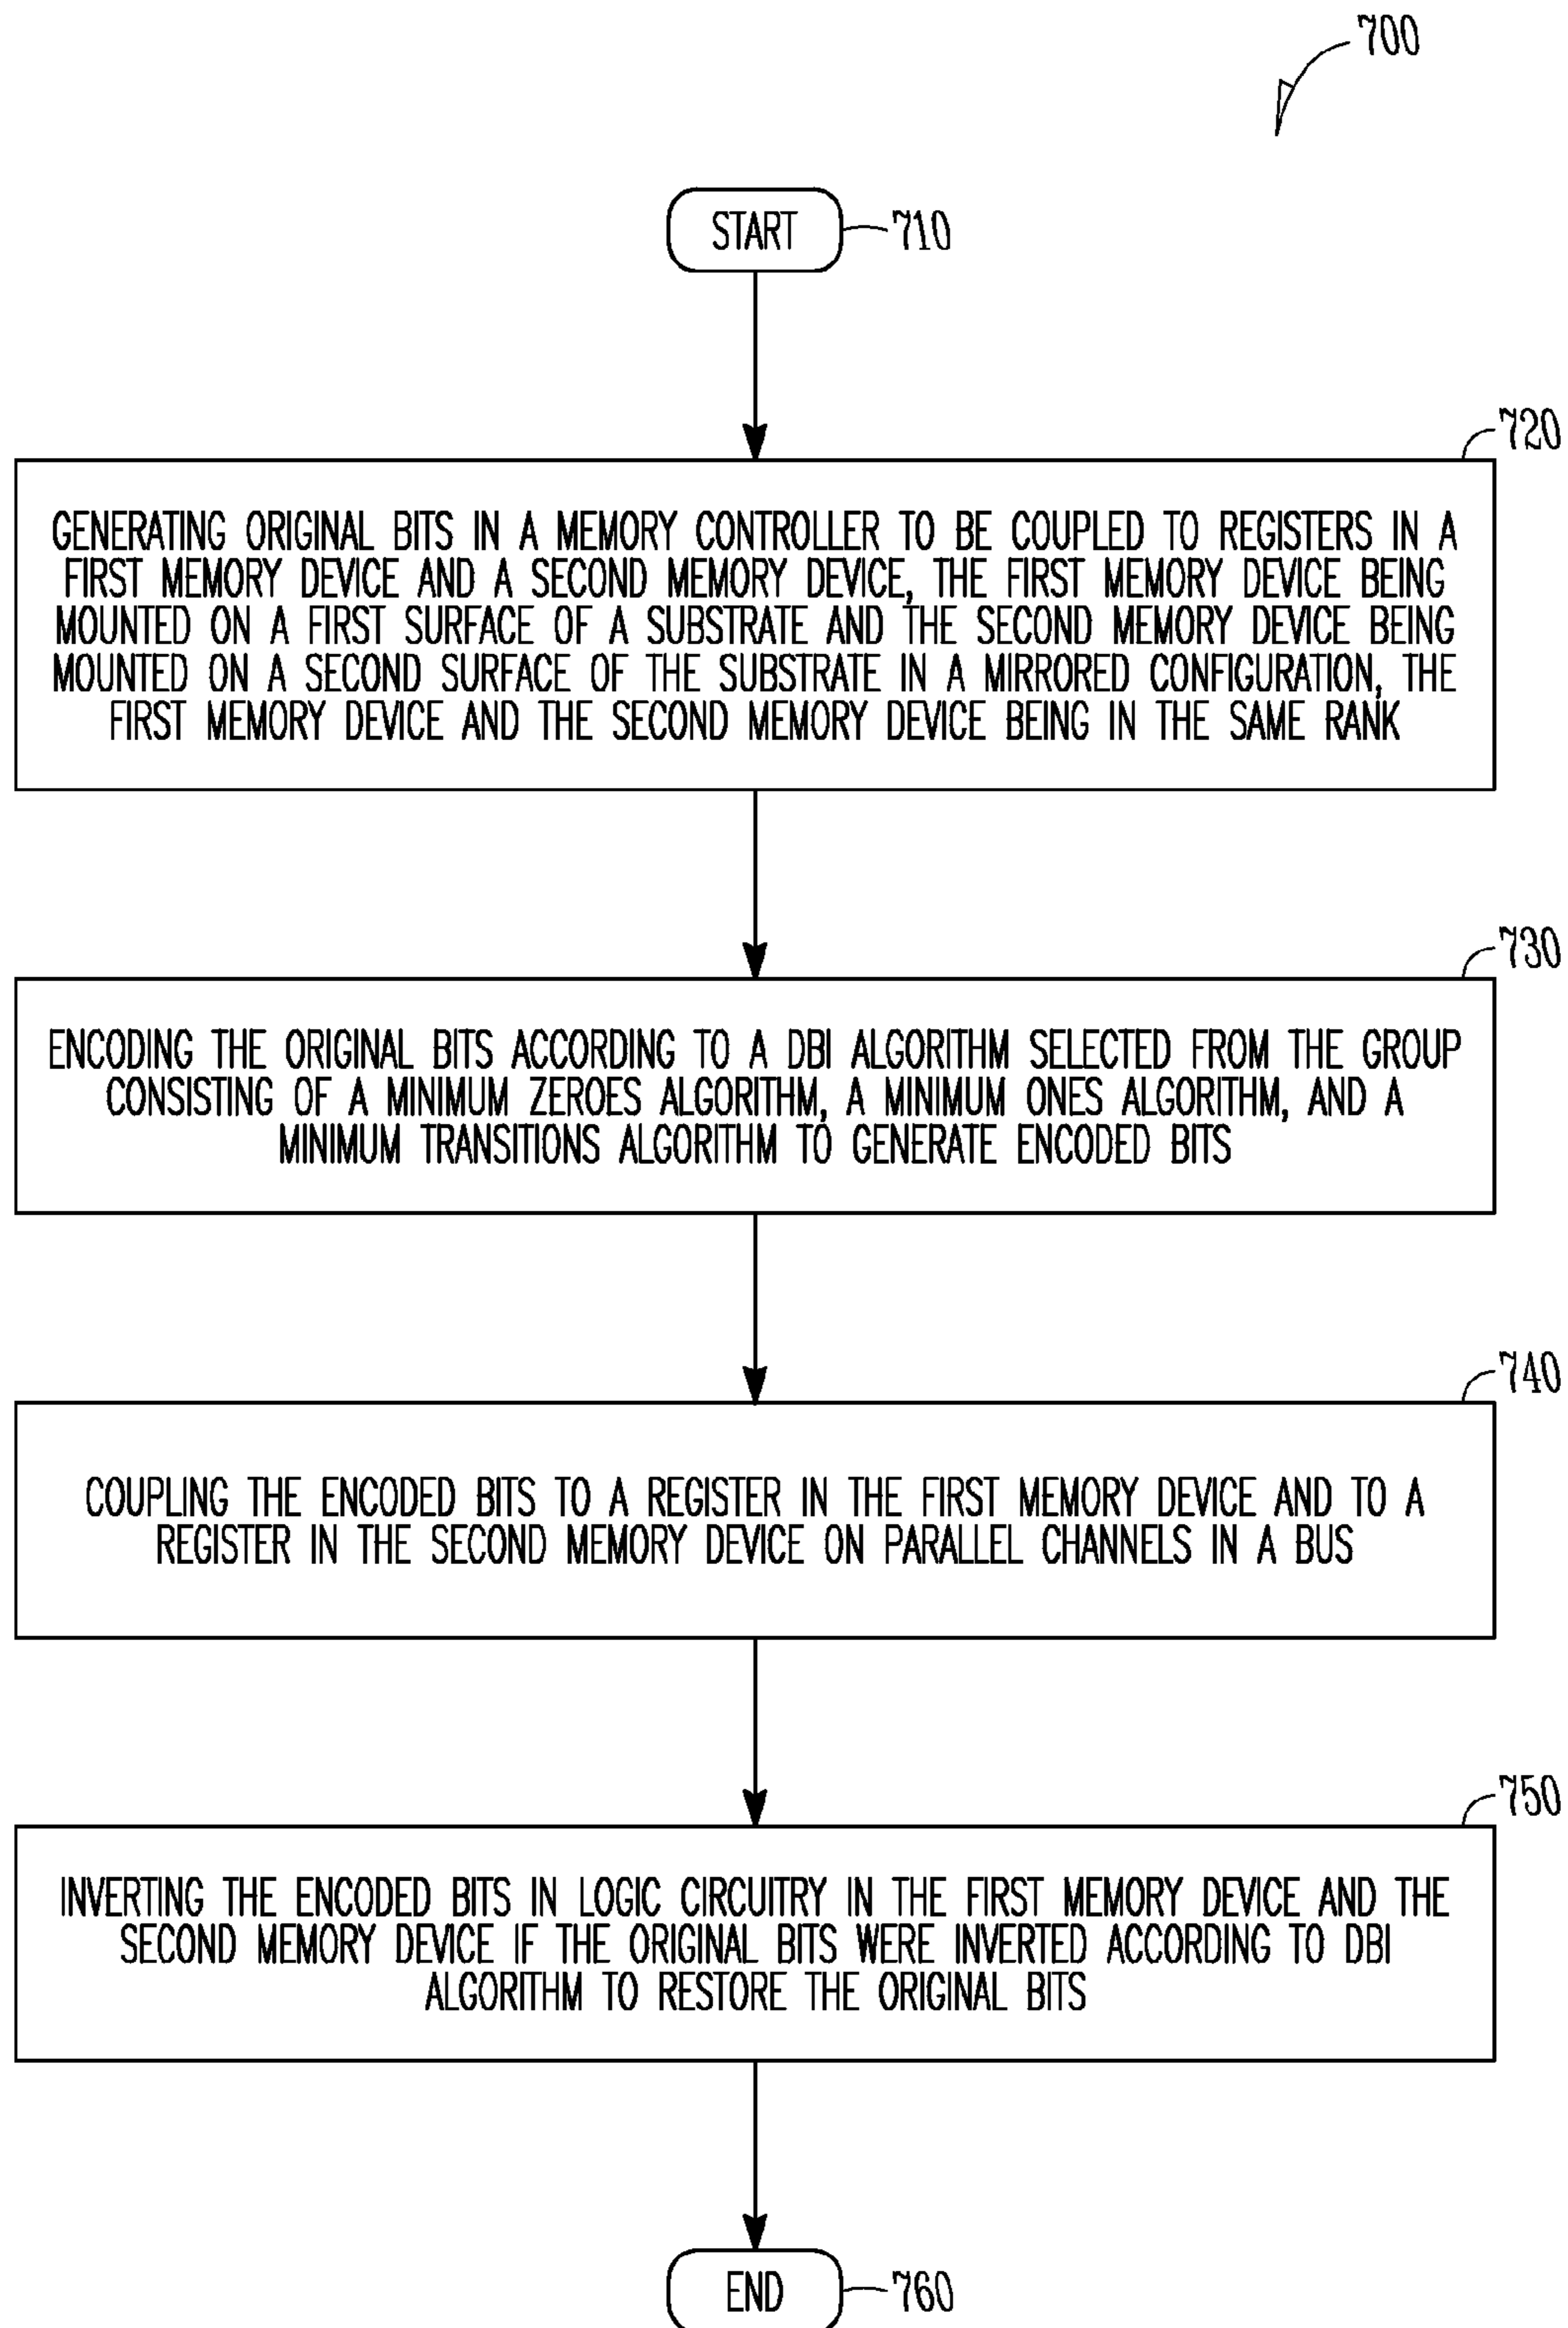 700
START
710
720
GENERATING ORIGINAL BITS IN A MEMORY CONTROLLER TO BE COUPLED TO REGISTERS IN A
FIRST MEMORY DEVICE AND A SECOND MEMORY DEVICE, THE FIRST MEMORY DEVICE BEING
MOUNTED ON A FIRST SURFACE OF A SUBSTRATE AND THE SECOND MEMORY DEVICE BEING
MOUNTED ON A SECOND SURFACE OF THE SUBSTRATE IN A MIRRORED CONFIGURATION, THE
FIRST MEMORY DEVICE AND THE SECOND MEMORY DEVICE BEING IN THE SAME RANK
730
ENCODING THE ORIGINAL BITS ACCORDING TO A DBI ALGORITHM SELECTED FROM THE GROUP
CONSISTING OF A MINIMUM ZEROES ALGORITHM, A MINIMUM ONES ALGORITHM, AND A
MINIMUM TRANSITIONS ALGORITHM TO GENERATE ENCODED BITS
740
COUPLING THE ENCODED BITS TO A REGISTER IN THE FIRST MEMORY DEVICE AND TO A
REGISTER IN THE SECOND MEMORY DEVICE ON PARALLEL CHANNELS IN A BUS
750
INVERTING THE ENCODED BITS IN LOGIC CIRCUITRY IN THE FIRST MEMORY DEVICE AND THE
SECOND MEMORY DEVICE IF THE ORIGINAL BITS WERE INVERTED ACCORDING TO DBI
ALGORITHM TO RESTORE THE ORIGINAL BITS
END
760